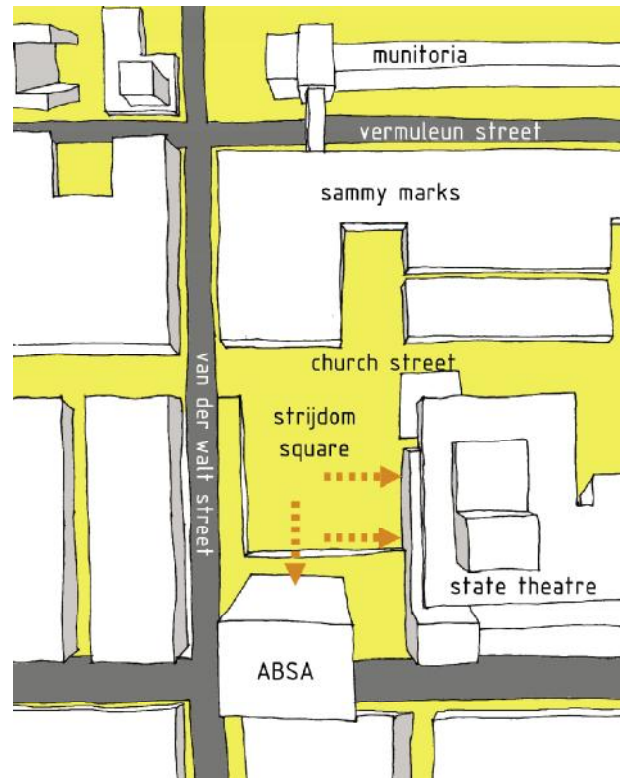 munitoria
vermuleun street
sammy marks
van der walt street
church street
strijdom
square
state theatre
ABSA